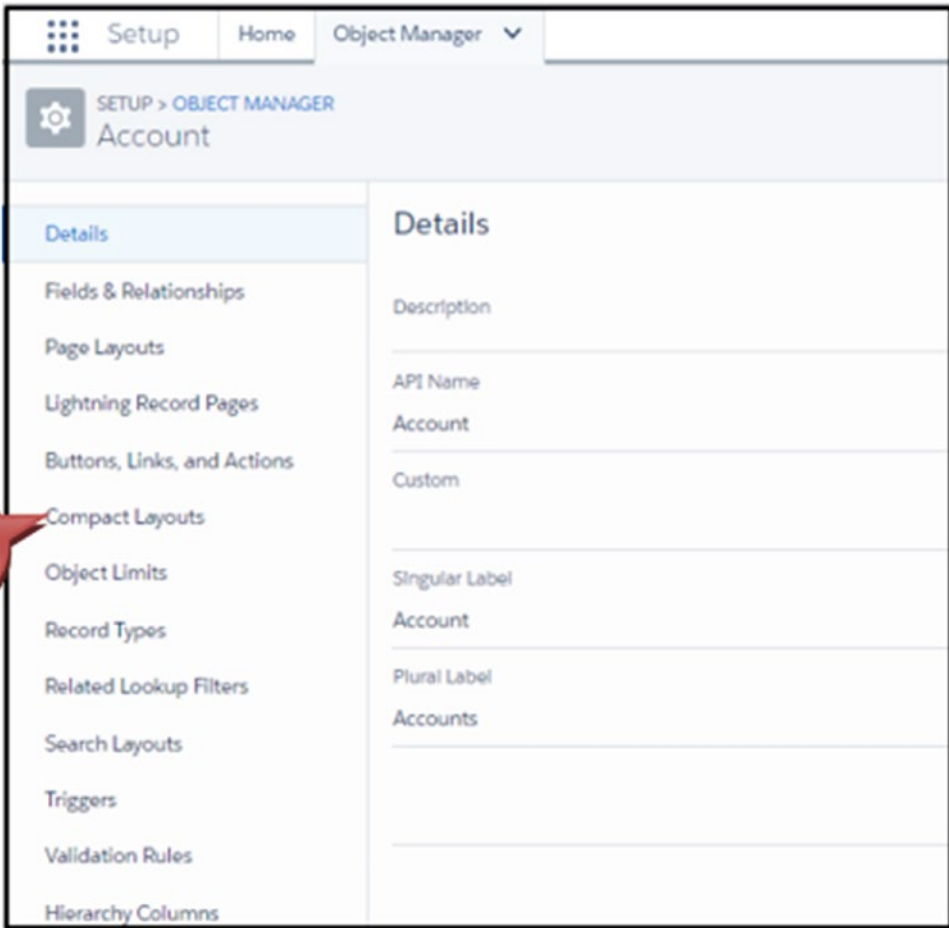 Setup Home Object Manager
SETUP > OBJECT MANAGER
Account
Details
Fields & Relationships
Page Layouts
Lightning Record Pages
Buttons, Links, and Actions
Compact Layouts
Object Limits
Record Types
Related Lookup Filters
Search Layouts
Triggers
Validation Rules
Hierarchy Columns
Details
Description
API Name
Account
Custom
Singular Label
Account
Plural Label
Accounts